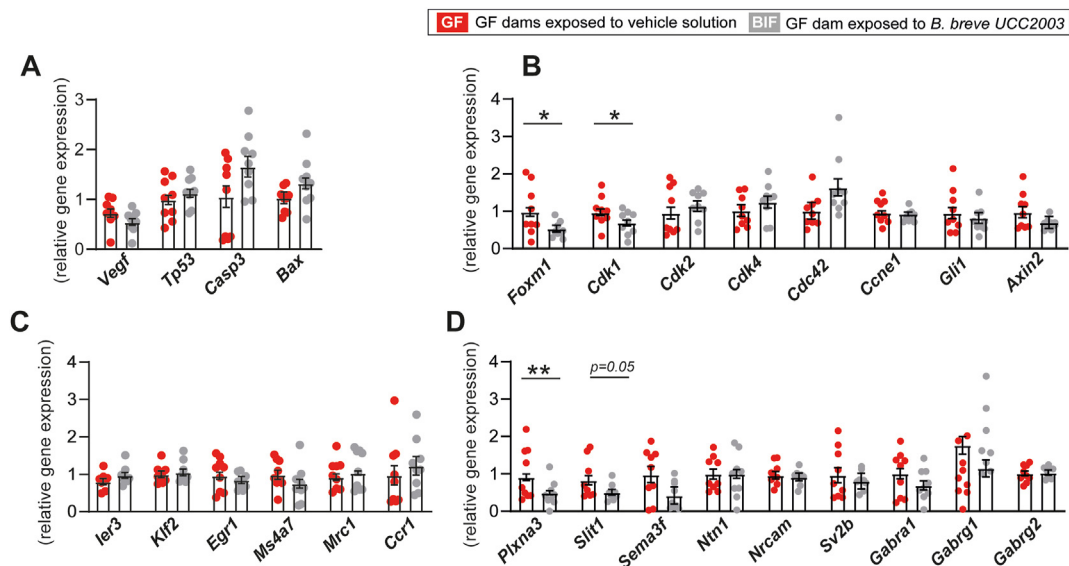 GF GF dams exposed to vehicle solution BIF GF dam exposed to B. breve UCC2003
A
(relative gene expression)
3
2
1
0
Vegf Tp53 Casp3 Bax
B
(relative gene expression)
4
3
2
1
0
* *
Foxm1 Cdk1 Cdk2 Cdk4 Cdc42 Ccne1 Gli1 Axin2
C
(relative gene expression)
4
3
2
1
0
Ier3 Klf2 Egr1 Ms4a7 Mrc1 Ccr1
D
(relative gene expression)
4
3
2
1
0
** p=0.05
Plxna3 Slit1 Sema3f Ntn1 Nrcam Sv2b Gabra1 Gabrg1 Gabrg2